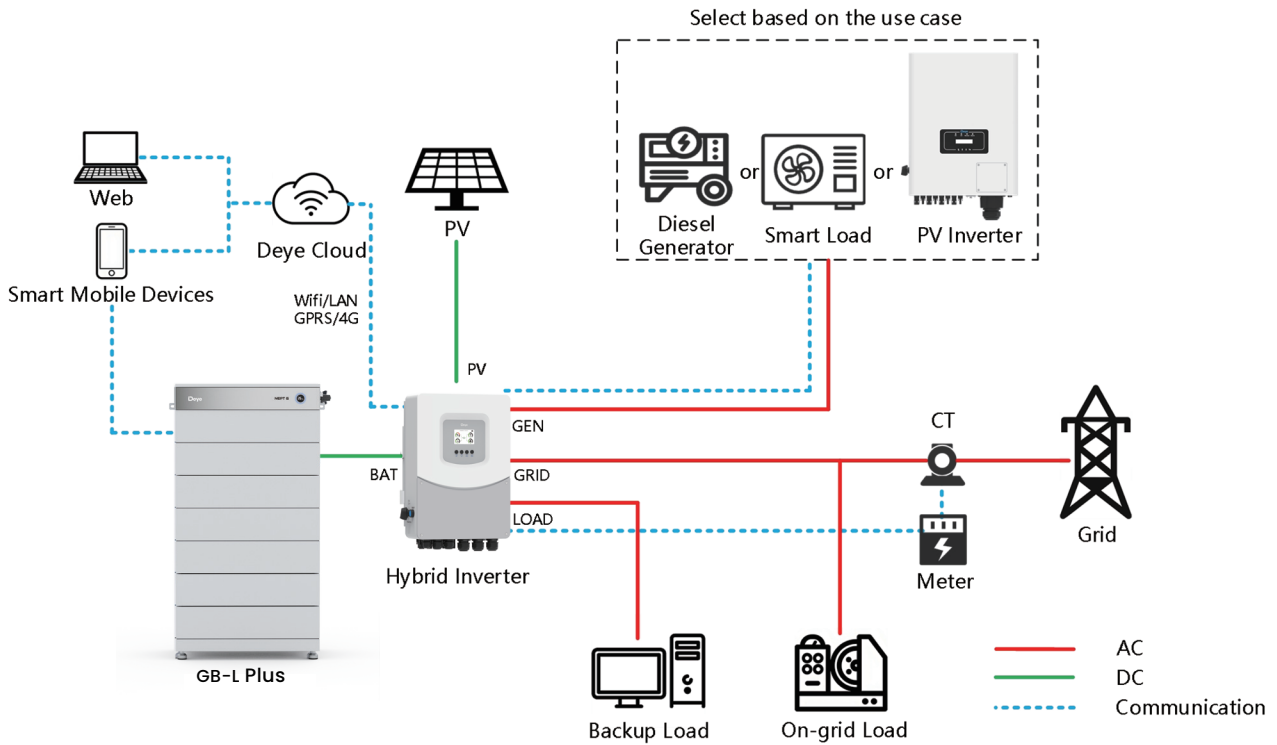 Select based on the use case
Web
Deye Cloud
Smart Mobile Devices
Wifi/LAN
GPRS/4G
PV
PV
Diesel
Generator
or
Smart Load
or
PV Inverter
Deye
GEN
BAT
GRID
LOAD
Hybrid Inverter
CT
Meter
Grid
GB-L Plus
Backup Load
On-grid Load
AC
DC
Communication